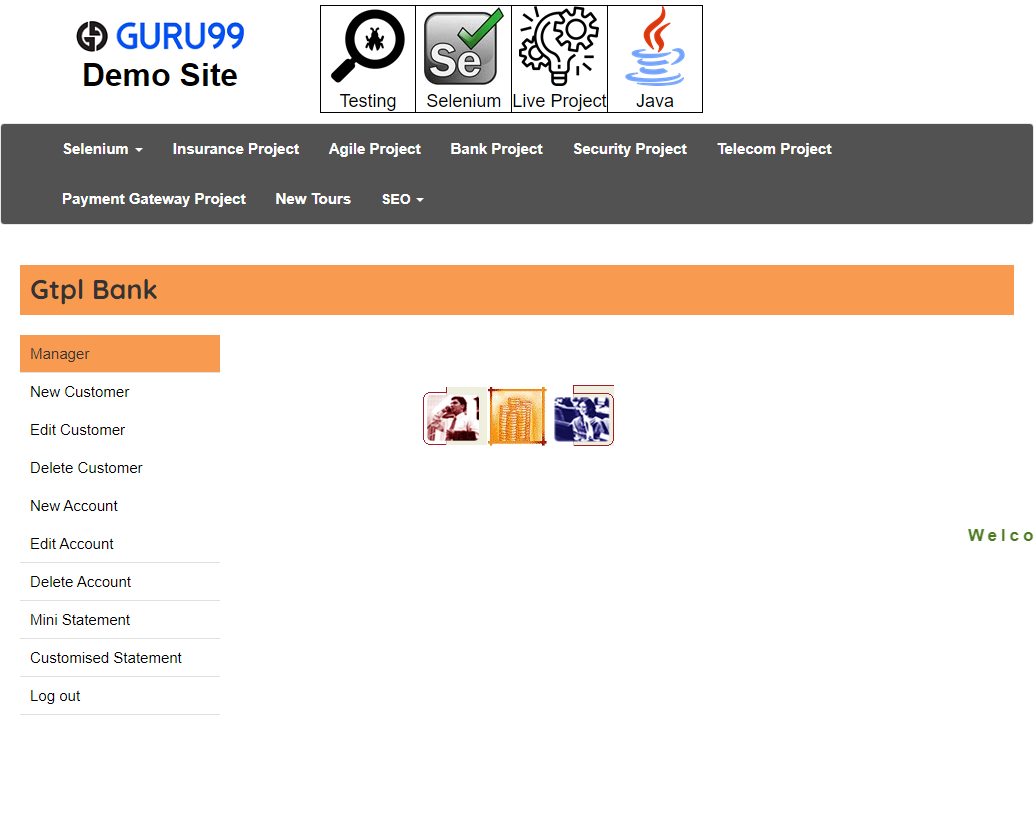 GURU99
Demo Site
Testing Selenium Live Project Java
Se
Selenium Insurance Project Agile Project Bank Project Security Project Telecom Project
Payment Gateway Project New Tours SEO
Gtpl Bank
Manager
New Customer
Edit Customer
Delete Customer
New Account
Edit Account
Delete Account
Mini Statement
Customised Statement
Log out
Welco